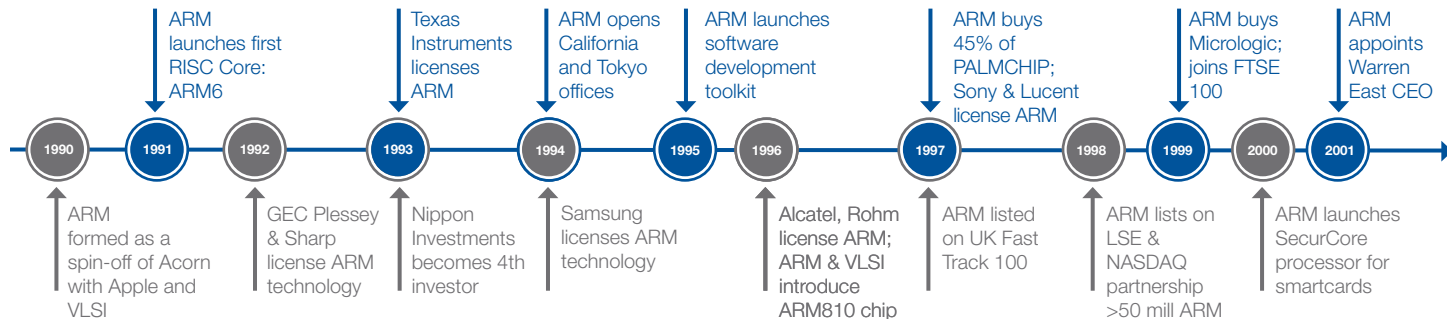 ARM
launches first
RISC Core:
ARM6
Texas
Instruments
licenses
ARM
ARM opens
California
and Tokyo
offices
ARM launches
software
development
toolkit
ARM buys
45% of
PALMCHIP;
Sony & Lucent
license ARM
ARM buys
Micrologic;
joins FTSE
100
ARM
appoints
Warren
East CEO
1990
1991
1992
1993
1994
1995
1996
1997
1998
1999
2000
2001
ARM
formed as a
spin-off of Acorn
with Apple and
VLSI
GEC Plessey
& Sharp
license ARM
technology
Nippon
Investments
becomes 4th
investor
Samsung
licenses ARM
technology
Alcatel, Rohm
license ARM;
ARM & VLSI
introduce
ARM810 chip
ARM listed
on UK Fast
Track 100
ARM lists on
LSE &
NASDAQ
partnership
>50 mill ARM
ARM launches
SecurCore
processor for
smartcards